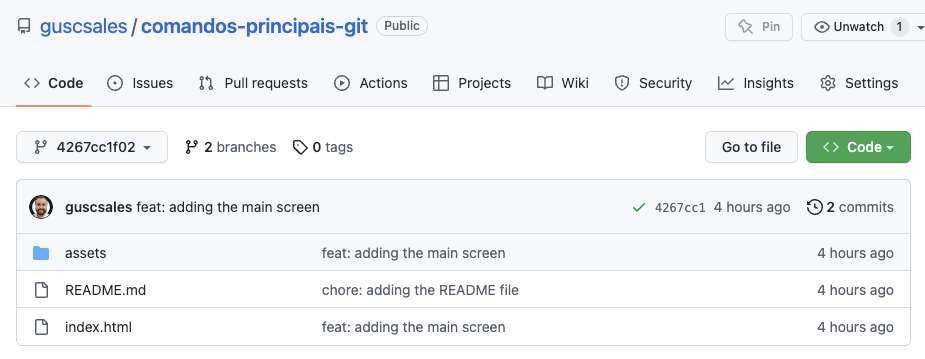 guscsales / comandos-principais-git Public Pin Unwatch 1
Code Issues Pull requests Actions Projects Wiki Security Insights Settings
4267cc1f02 2 branches 0 tags Go to file Code
guscsales feat: adding the main screen 4267cc1 4 hours ago 2 commits
assets feat: adding the main screen 4 hours ago
README.md chore: adding the README file 4 hours ago
index.html feat: adding the main screen 4 hours ago